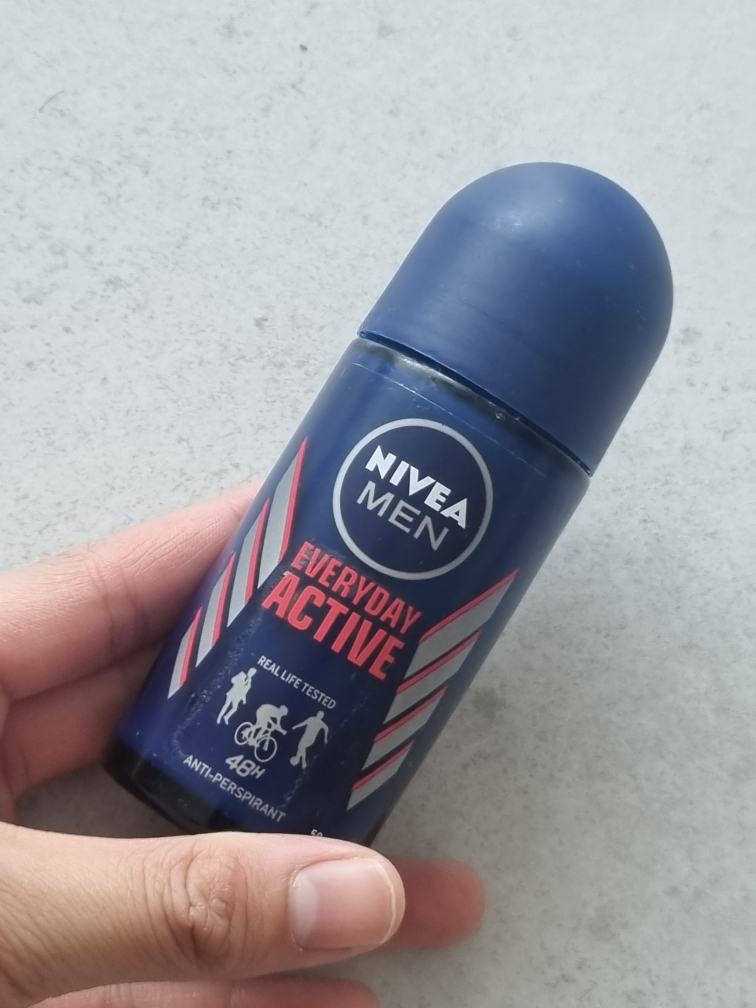 NIVEA
MEN
EVERYDAY
ACTIVE
REAL LIFE TESTED
48H
ANTI-PERSPIRANT